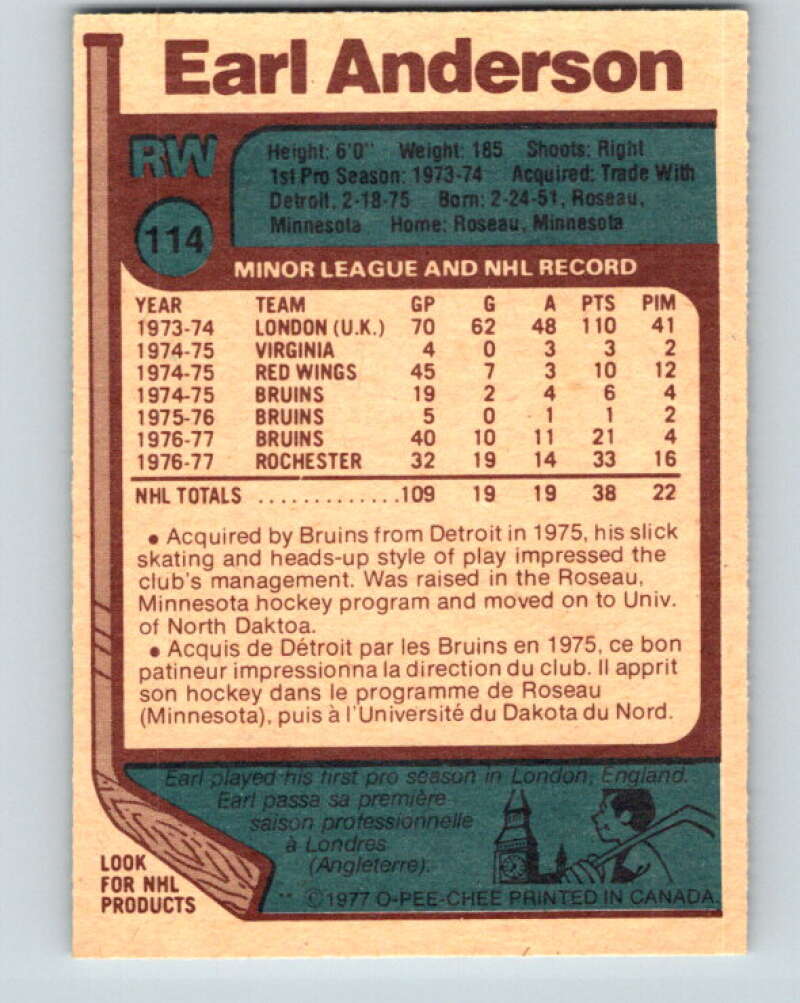 Earl Anderson
RW
Height: 6'0" Weight: 185 Shoots: Right
1st Pro Season: 1973-74 Acquired: Trade With
Detroit, 2-18-75 Born: 2-24-51, Roseau,
Minnesota Home: Roseau, Minnesota
114
MINOR LEAGUE AND NHL RECORD
YEAR TEAM GP G A PTS PIM
1973-74 LONDON (U.K.) 70 62 48 110 41
1974-75 VIRGINIA 4 0 3 3 2
1974-75 RED WINGS 45 7 3 10 12
1974-75 BRUINS 19 2 4 6 4
1975-76 BRUINS 5 0 1 1 2
1976-77 BRUINS 40 10 11 21 4
1976-77 ROCHESTER 32 19 14 33 16
NHL TOTALS .............109 19 19 38 22
• Acquired by Bruins from Detroit in 1975, his slick
skating and heads-up style of play impressed the
club's management. Was raised in the Roseau,
Minnesota hockey program and moved on to Univ.
of North Daktoa.
• Acquis de Détroit par les Bruins en 1975, ce bon
patineur impressionna la direction du club. Il apprit
son hockey dans le programme de Roseau
(Minnesota), puis à l'Université du Dakota du Nord.
Earl played his first pro season in London, England.
Earl passa sa première
saison professionnelle
à Londres
(Angleterre).
LOOK
FOR NHL
PRODUCTS
©1977 O-PEE-CHEE PRINTED IN CANADA.